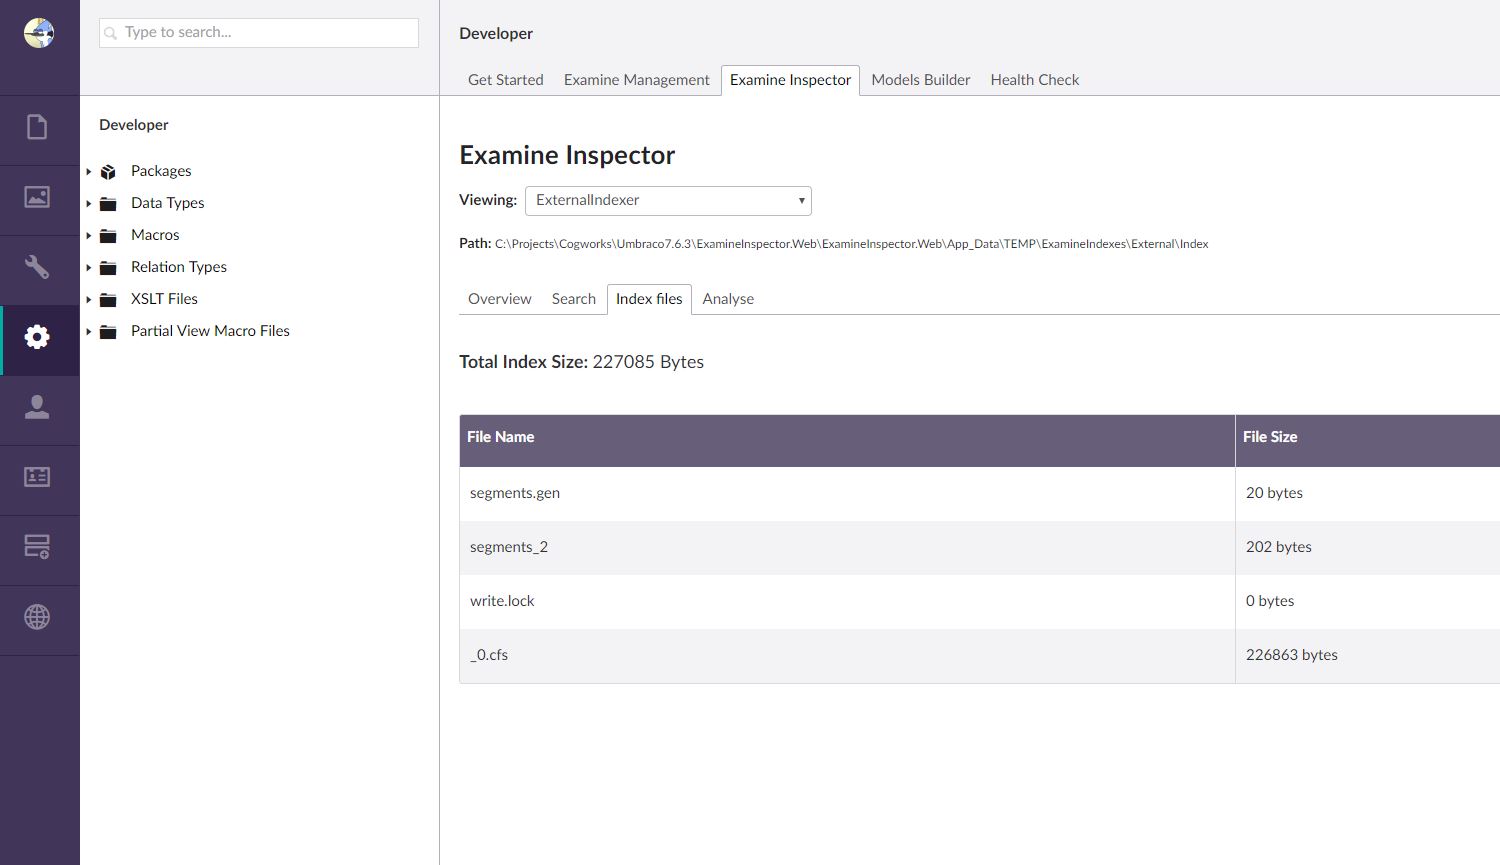 Type to search...
Developer
Packages
Data Types
Macros
Relation Types
XSLT Files
Partial View Macro Files
Developer
Get Started Examine Management Examine Inspector Models Builder Health Check
Examine Inspector
Viewing: ExternalIndexer
Path: C:\Projects\Cogworks\Umbraco7.6.3\ExamineInspector.Web\ExamineInspector.Web\App_Data\TEMP\ExamineIndexes\External\Index
Overview Search Index files Analyse
Total Index Size: 227085 Bytes
File Name File Size
segments.gen 20 bytes
segments_2 202 bytes
write.lock 0 bytes
_0.cfs 226863 bytes